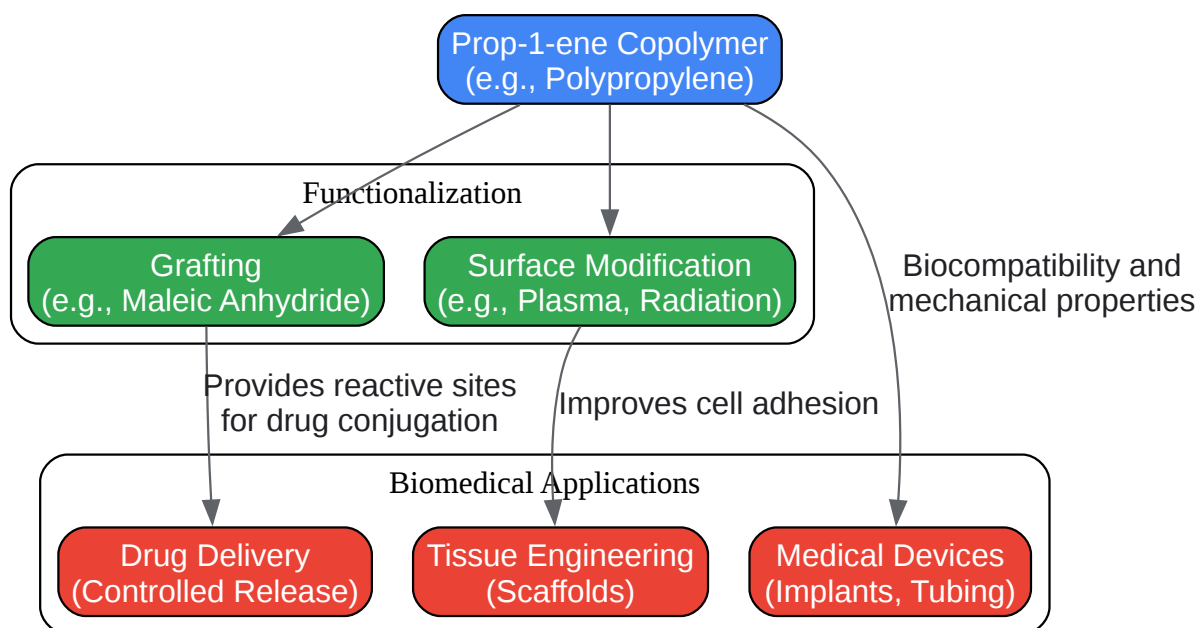 Prop-1-ene Copolymer
(e.g., Polypropylene)
Functionalization
Grafting
(e.g., Maleic Anhydride)
Surface Modification
(e.g., Plasma, Radiation)
Biocompatibility and
mechanical properties
Provides reactive sites
for drug conjugation
Improves cell adhesion
Biomedical Applications
Drug Delivery
(Controlled Release)
Tissue Engineering
(Scaffolds)
Medical Devices
(Implants, Tubing)